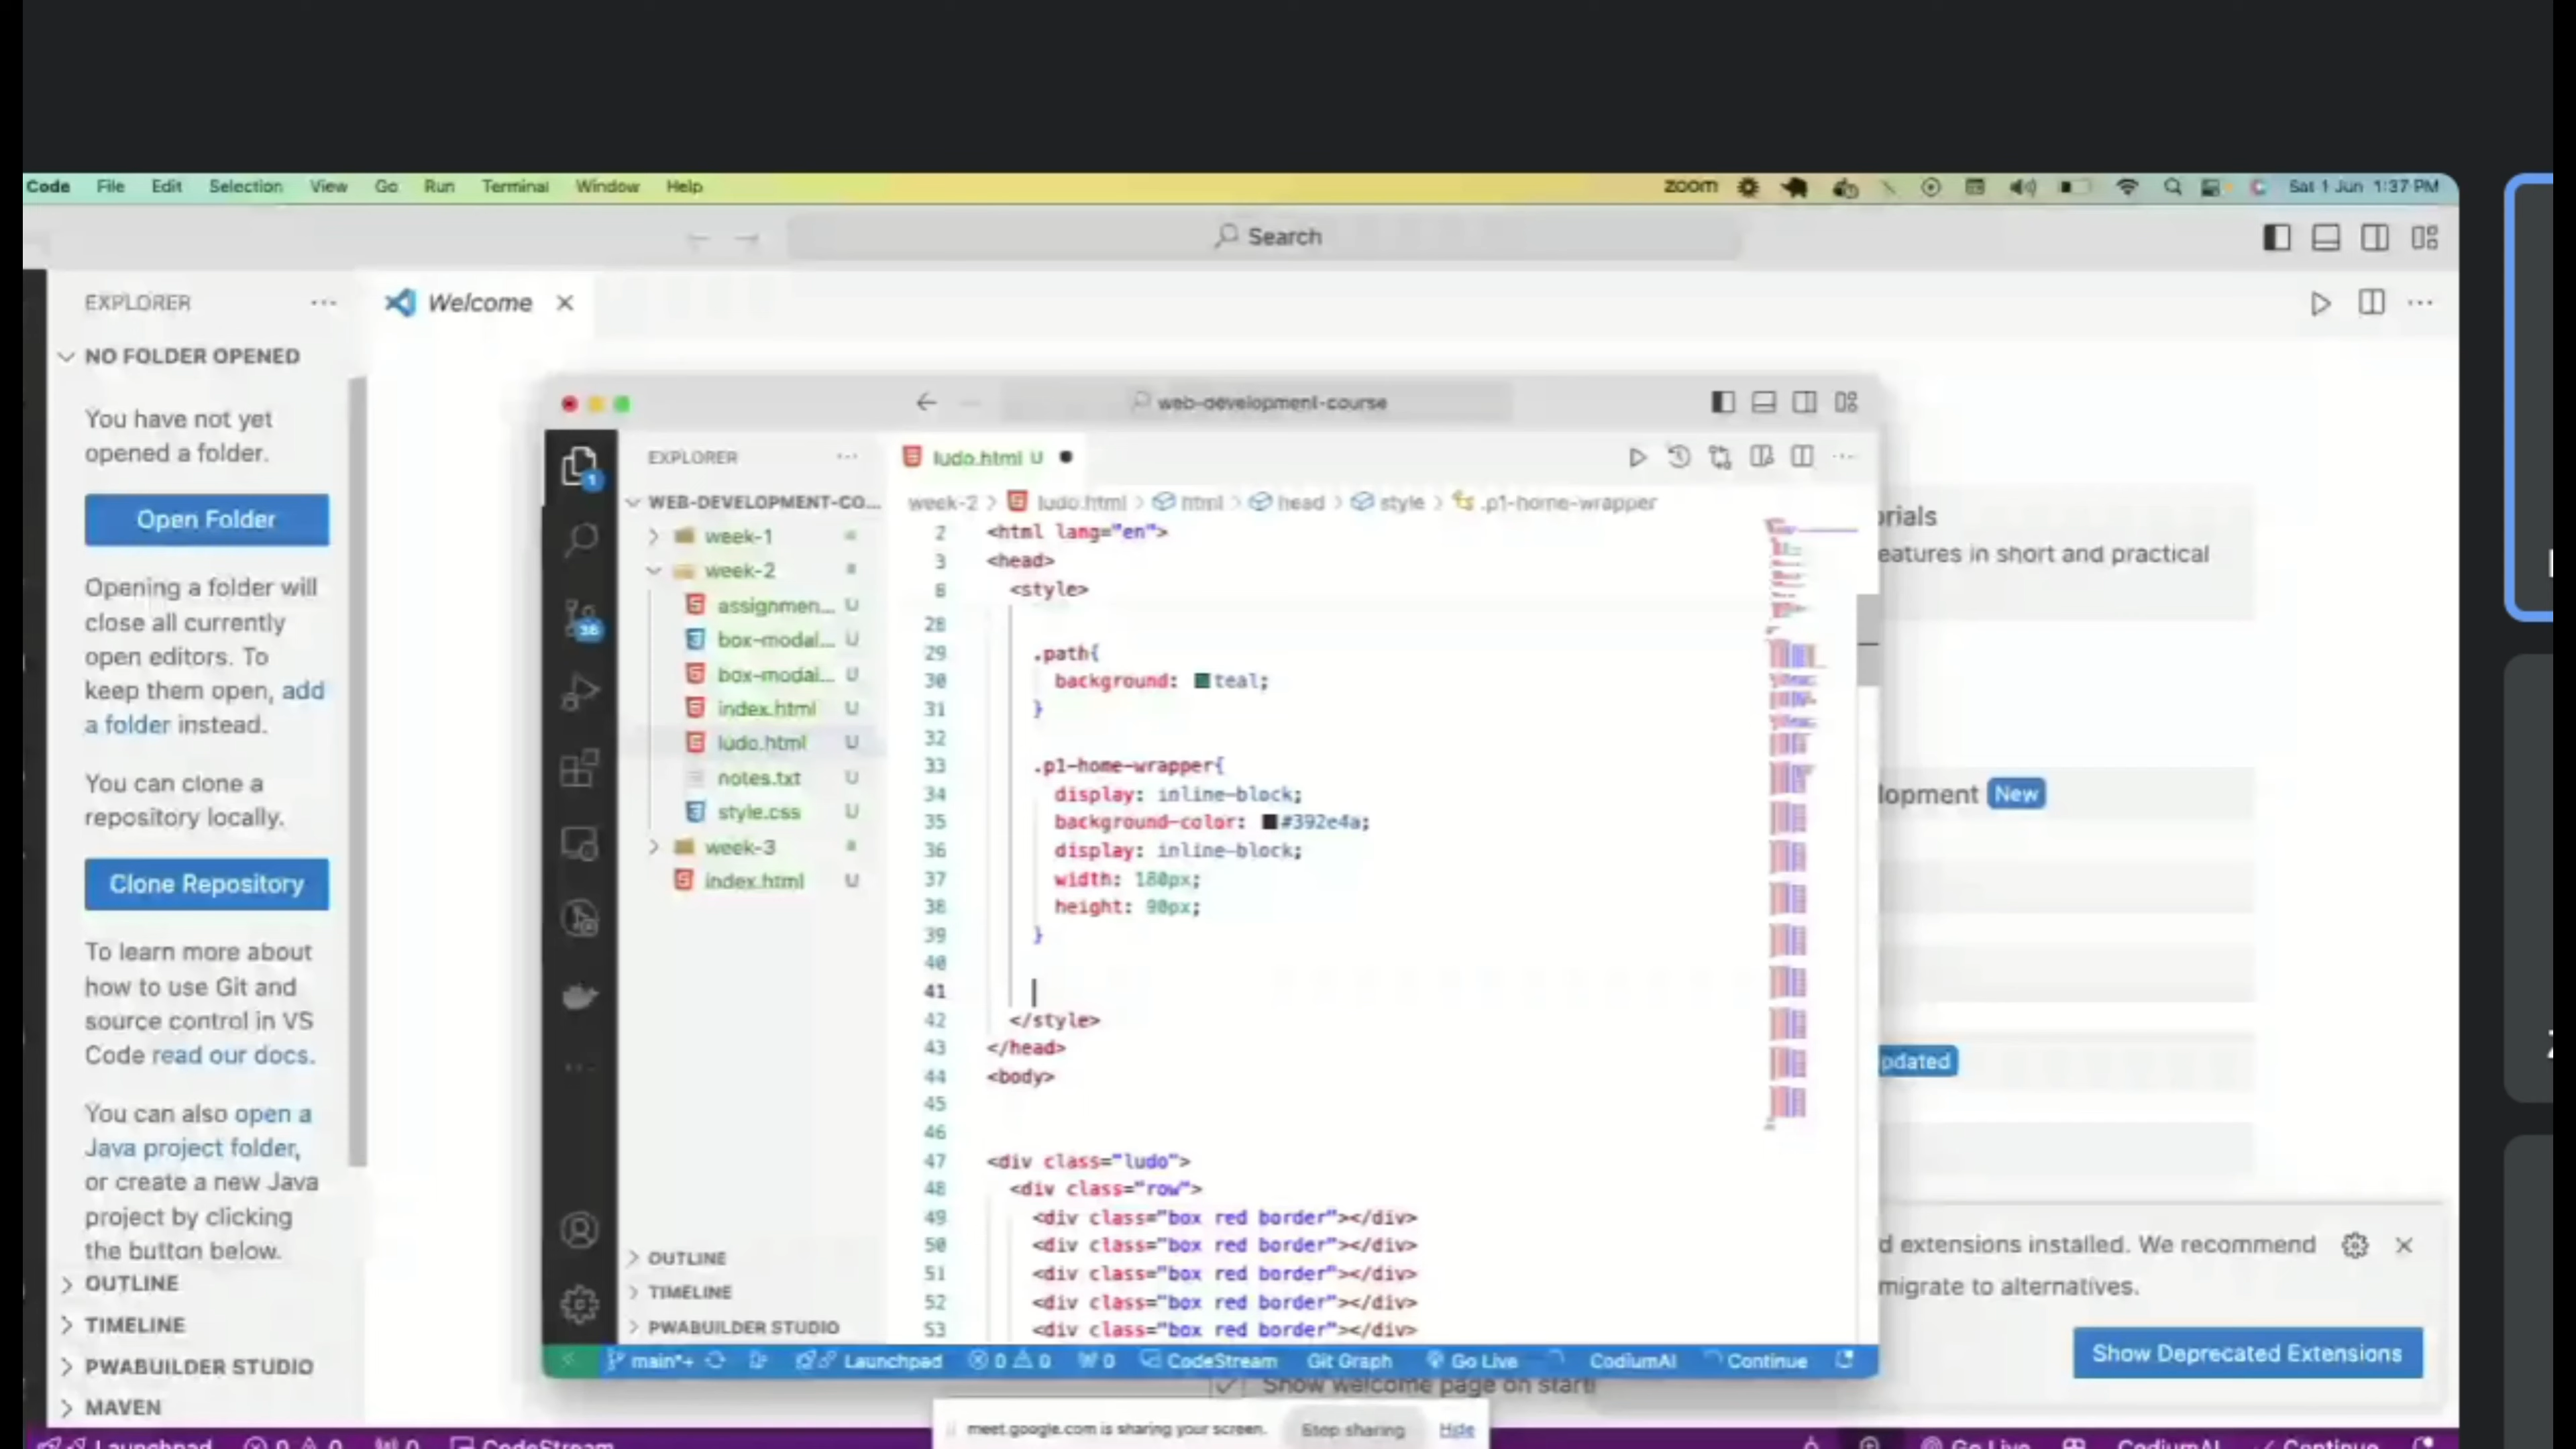 Code File Edit Selection View Go Run Terminal Window Help
zoom Sat 1 Jun 1:37 PM
Search
EXPLORER
Welcome
NO FOLDER OPENED
You have not yet
opened a folder.
Open Folder
Opening a folder will
close all currently
open editors. To
keep them open, add
a folder instead.
You can clone a
repository locally.
Clone Repository
To learn more about
how to use Git and
source control in VS
Code read our docs.
You can also open a
Java project folder,
or create a new Java
project by clicking
the button below.
OUTLINE
TIMELINE
PWABUILDER STUDIO
MAVEN
web-development-course
EXPLORER
1
36
WEB-DEVELOPMENT-CO...
week-1
week-2
assignmen... U
box-modal... U
box-modal... U
index.html U
ludo.html U
notes.txt U
style.css U
week-3
index.html U
OUTLINE
TIMELINE
PWABUILDER STUDIO
ludo.html U
week-2 > ludo.html > html > head > style > .p1-home-wrapper
2 <html lang="en">
3 <head>
6 <style>
28
29 .path{
30 background: teal;
31 }
32
33 .p1-home-wrapper{
34 display: inline-block;
35 background-color: #392e4a;
36 display: inline-block;
37 width: 180px;
38 height: 90px;
39 }
40
41
42 </style>
43 </head>
44 <body>
45
46
47 <div class="ludo">
48 <div class="row">
49 <div class="box red border"></div>
50 <div class="box red border"></div>
51 <div class="box red border"></div>
52 <div class="box red border"></div>
53 <div class="box red border"></div>
main*+ Launchpad 0 0 0 CodeStream Git Graph Go Live CodiumAI Continue
orials
eatures in short and practical
lopment New
pdated
d extensions installed. We recommend
migrate to alternatives.
Show Deprecated Extensions
Show welcome page on start
meet.google.com is sharing your screen. Stop sharing Hide
Launchpad 0 0 0 CodeStream Go Live CodiumAI Continue